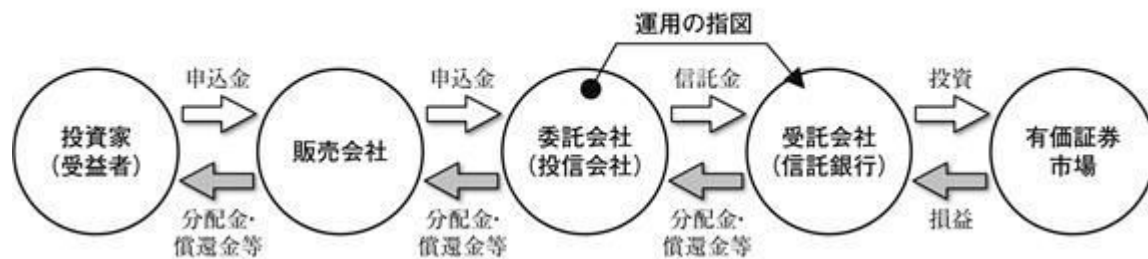 運用の指図
申込金
申込金
信託金
投資
投資家
(受益者)
販売会社
委託会社
(投信会社)
受託会社
(信託銀行)
有価証券
市場
分配金・
償還金等
分配金・
償還金等
分配金・
償還金等
損益